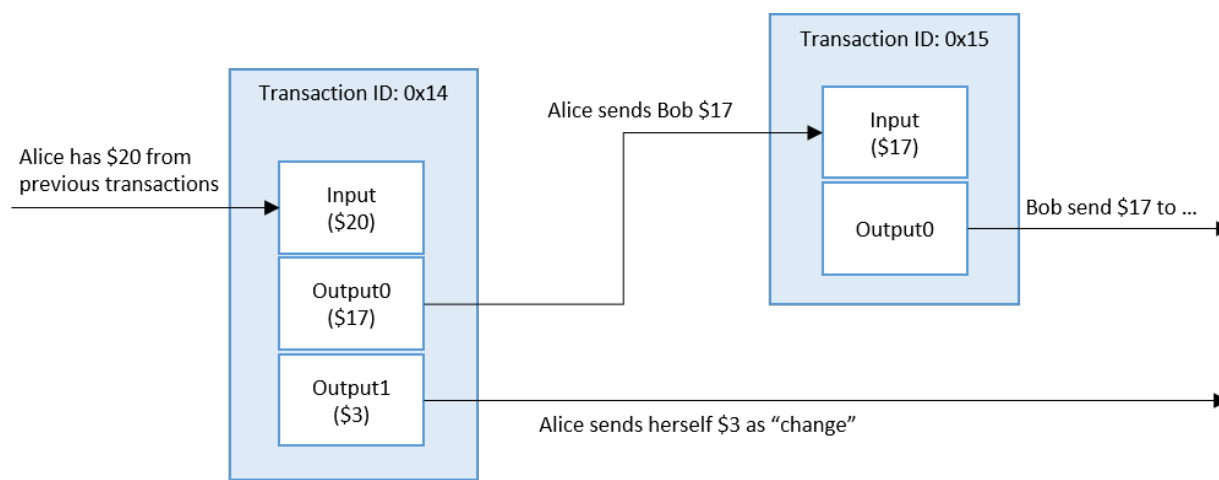 Transaction ID: 0x14
Alice has $20 from
previous transactions
Input
($20)
Output0
($17)
Output1
($3)
Alice sends Bob $17
Alice sends herself $3 as “change”
Transaction ID: 0x15
Input
($17)
Output0
Bob send $17 to ...